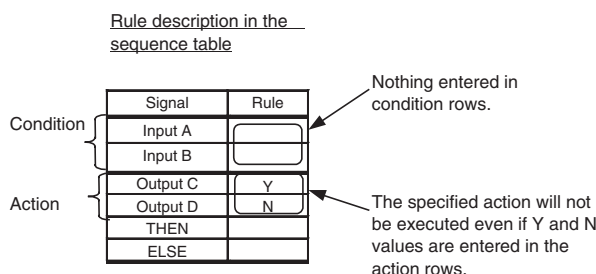 Rule description in the
sequence table
Nothing entered in
condition rows.
Signal Rule
Condition
Input A
Input B
Action
Output C Y
Output D N
THEN
ELSE
The specified action will not
be executed even if Y and N
values are entered in the
action rows.